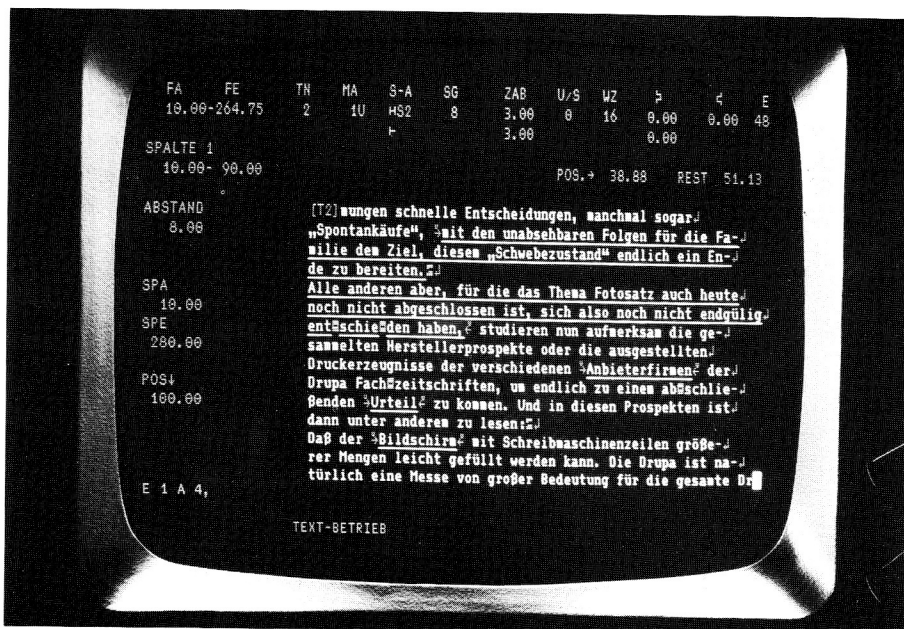 FA FE TN MA S-A SG ZAB U/S WZ E
10.00-264.75 2 1U HS2 8 3.00 0 16 0.00 0.00 48
3.00 0.00
SPALTE 1
10.00- 90.00
POS.→ 38.88 REST 51.13
ABSTAND
8.00
SPA
10.00
SPE
280.00
POS↓
100.00
E 1 A 4,
[T2]mungen schnelle Entscheidungen, manchmal sogar
„Spontankäufe“, mit den unabsehbaren Folgen für die Fa-
milie dem Ziel, diesem „Schwebezustand“ endlich ein En-
de zu bereiten.
Alle anderen aber, für die das Thema Fotosatz auch heute
noch nicht abgeschlossen ist, sich also noch nicht endgülig
entschieden haben, studieren nun aufmerksam die ge-
sammelten Herstellerprospekte oder die ausgestellten
Druckerzeugnisse der verschiedenen Anbieterfirmen der
Drupa Fachzeitschriften, um endlich zu einem abschlie-
ßenden Urteil zu kommen. Und in diesen Prospekten ist
dann unter anderem zu lesen:
Daß der Bildschirm mit Schreibmaschinenzeilen größe-
rer Mengen leicht gefüllt werden kann. Die Drupa ist na-
türlich eine Messe von großer Bedeutung für die gesamte Dr
TEXT-BETRIEB